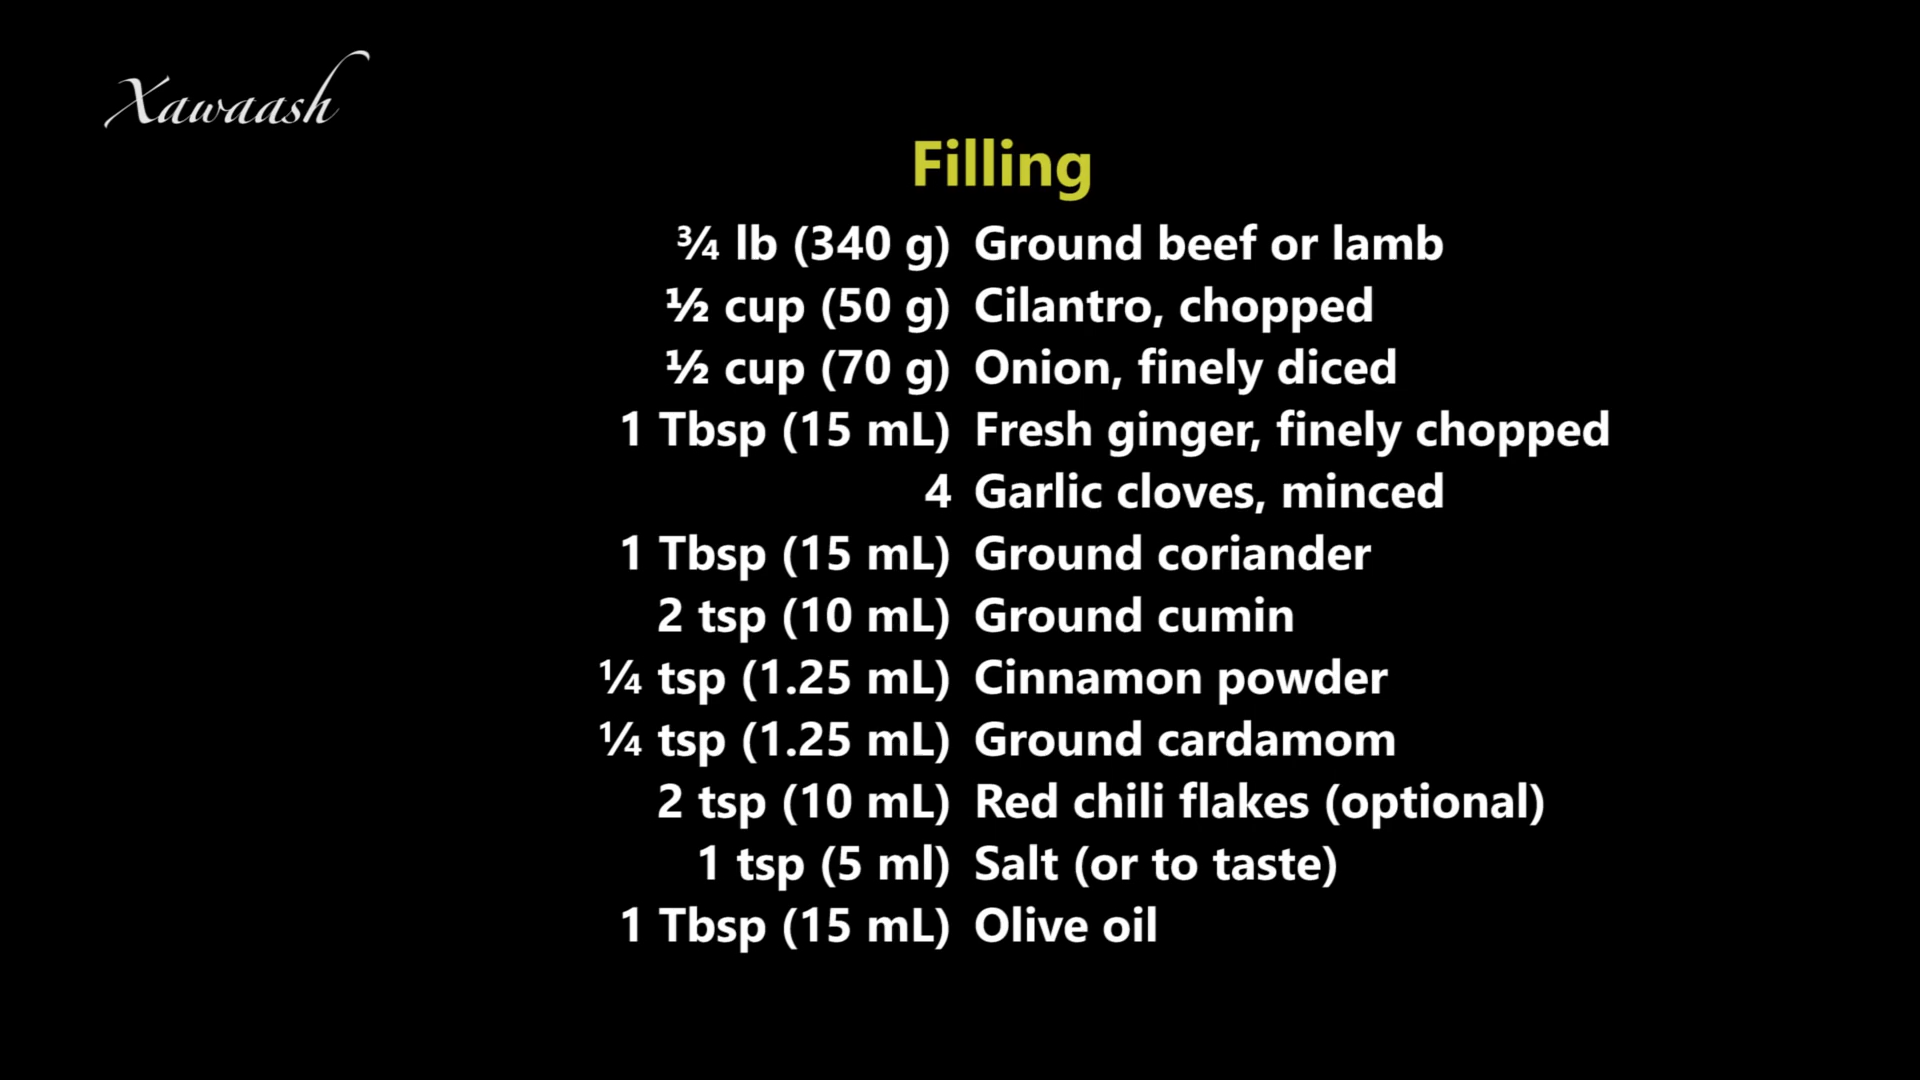 Xawaash
Filling
¾ lb (340 g) Ground beef or lamb
½ cup (50 g) Cilantro, chopped
½ cup (70 g) Onion, finely diced
1 Tbsp (15 mL) Fresh ginger, finely chopped
4 Garlic cloves, minced
1 Tbsp (15 mL) Ground coriander
2 tsp (10 mL) Ground cumin
¼ tsp (1.25 mL) Cinnamon powder
¼ tsp (1.25 mL) Ground cardamom
2 tsp (10 mL) Red chili flakes (optional)
1 tsp (5 ml) Salt (or to taste)
1 Tbsp (15 mL) Olive oil